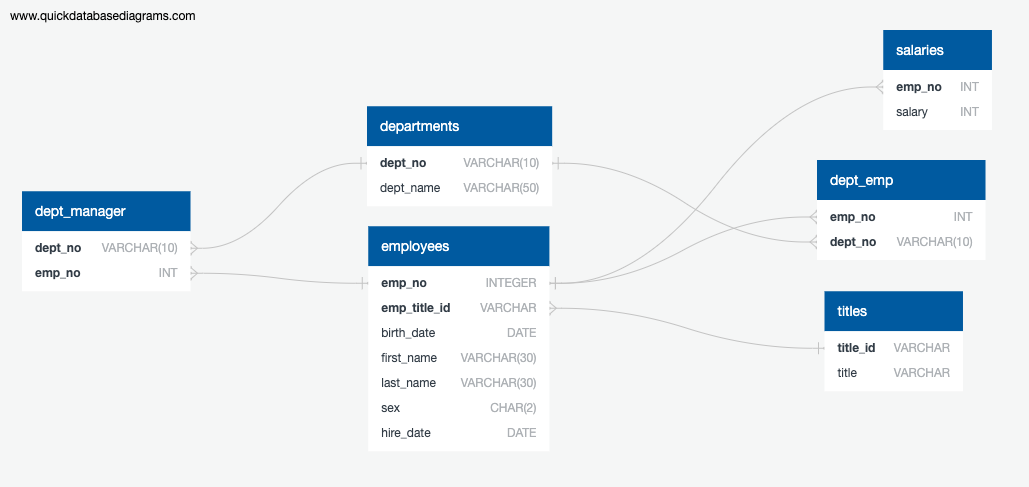 www.quickdatabasediagrams.com
salaries
emp_no INT
salary INT
departments
dept_no VARCHAR(10)
dept_name VARCHAR(50)
dept_emp
emp_no INT
dept_no VARCHAR(10)
dept_manager
dept_no VARCHAR(10)
emp_no INT
employees
emp_no INTEGER
emp_title_id VARCHAR
birth_date DATE
first_name VARCHAR(30)
last_name VARCHAR(30)
sex CHAR(2)
hire_date DATE
titles
title_id VARCHAR
title VARCHAR